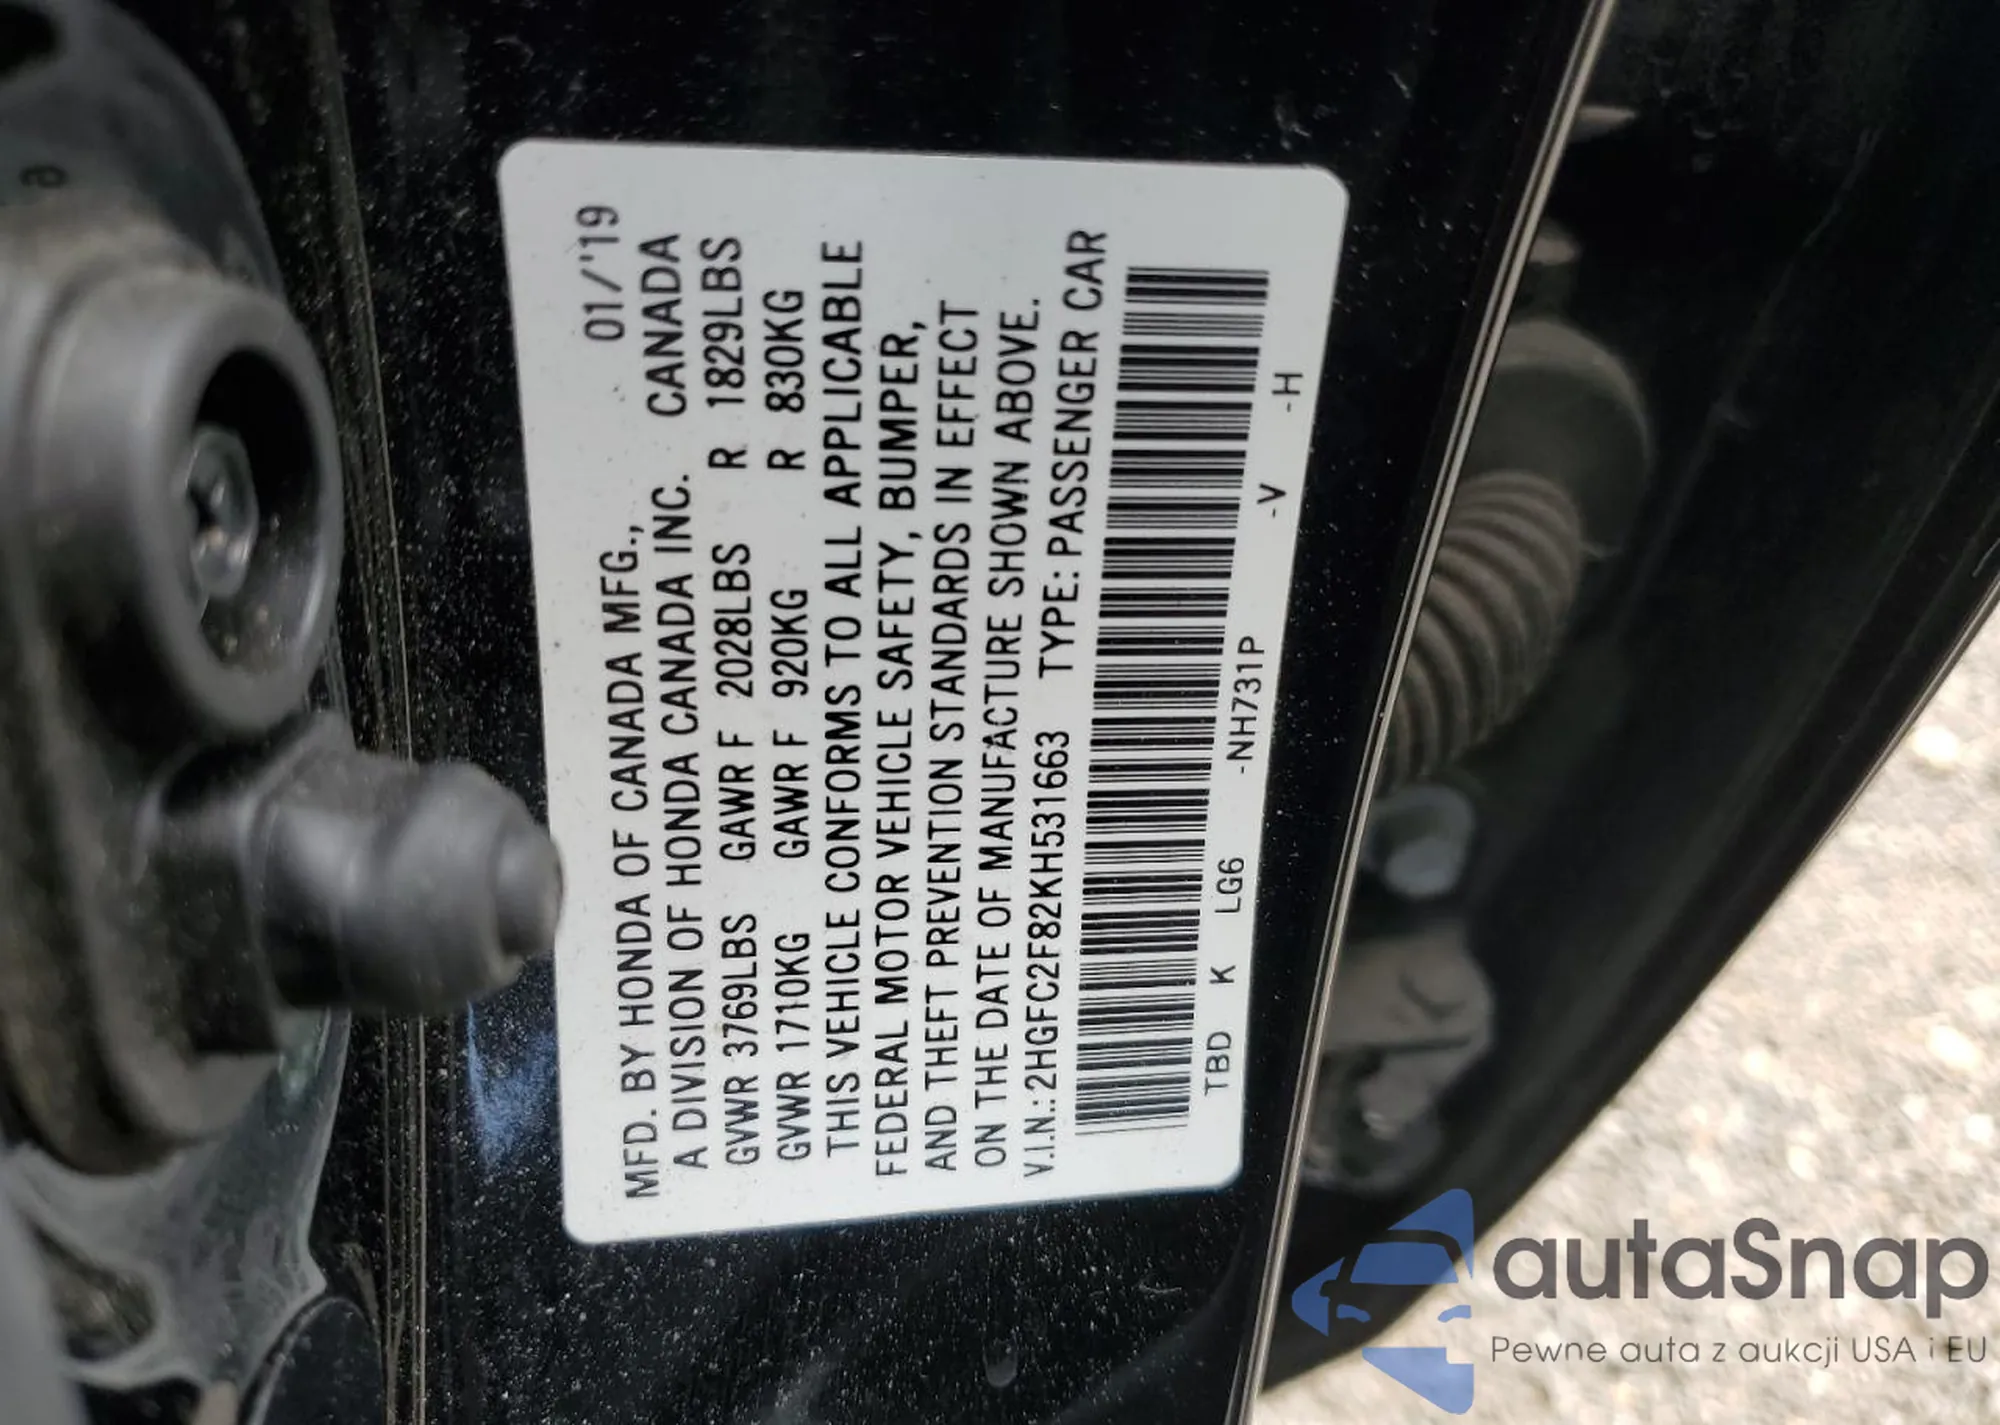 01/'19
MFD. BY HONDA OF CANADA MFG.,
A DIVISION OF HONDA CANADA INC. CANADA
GVWR 3769LBS GAWR F 2028LBS R 1829LBS
GVWR 1710KG GAWR F 920KG R 830KG
THIS VEHICLE CONFORMS TO ALL APPLICABLE
FEDERAL MOTOR VEHICLE SAFETY, BUMPER,
AND THEFT PREVENTION STANDARDS IN EFFECT
ON THE DATE OF MANUFACTURE SHOWN ABOVE.
V.I.N.: 2HGFC2F82KH531663 TYPE: PASSENGER CAR
TBD K LG6 -NH731P -V -H
autaSnap
Pewne auta z aukcji USA i EU